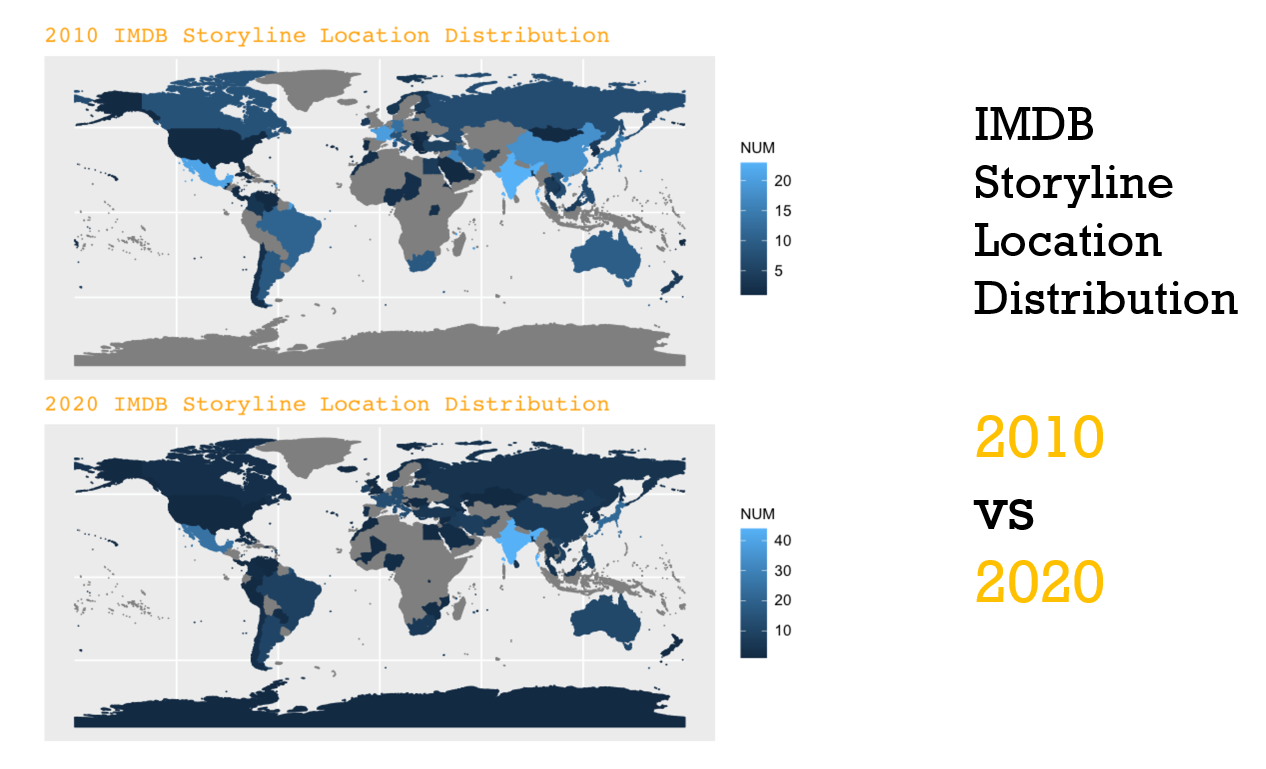 2010 IMDB Storyline Location Distribution
NUM
20
15
10
5
2020 IMDB Storyline Location Distribution
NUM
40
30
20
10
IMDB
Storyline
Location
Distribution
2010
vs
2020